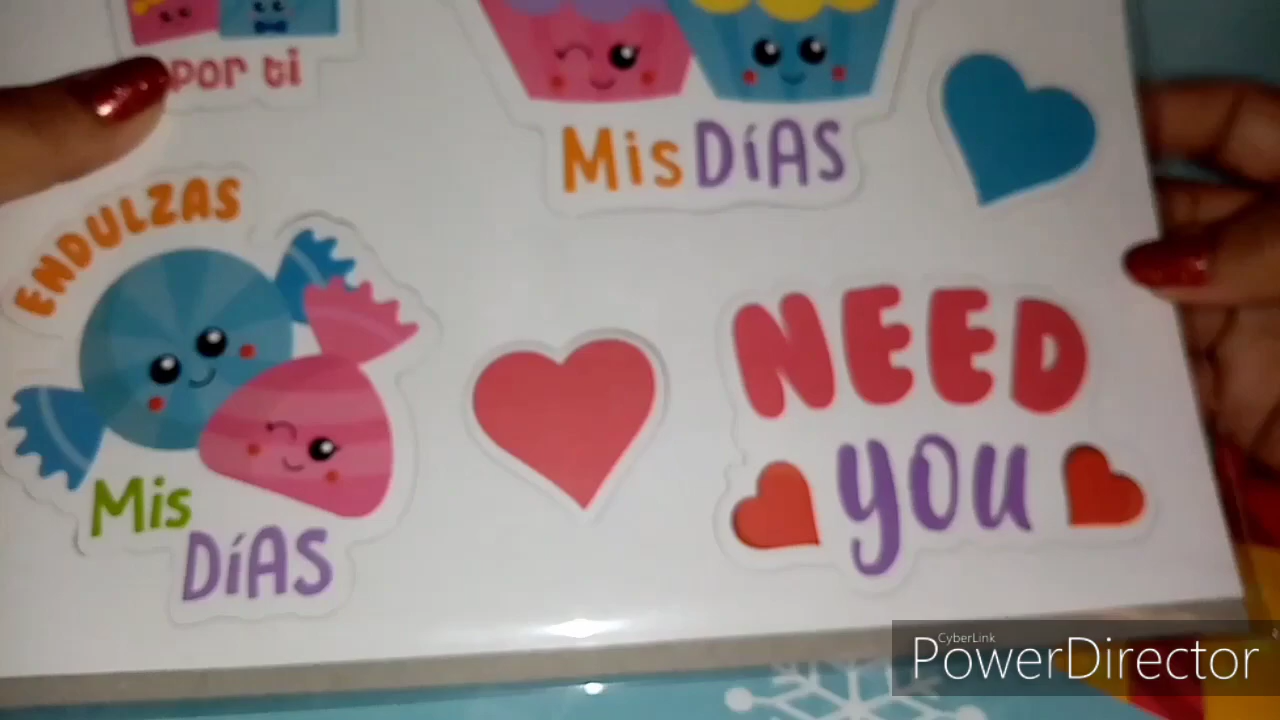 por ti
Mis DÍAS
ENDULZAS
Mis
DÍAS
NEED
you
CyberLink
PowerDirector